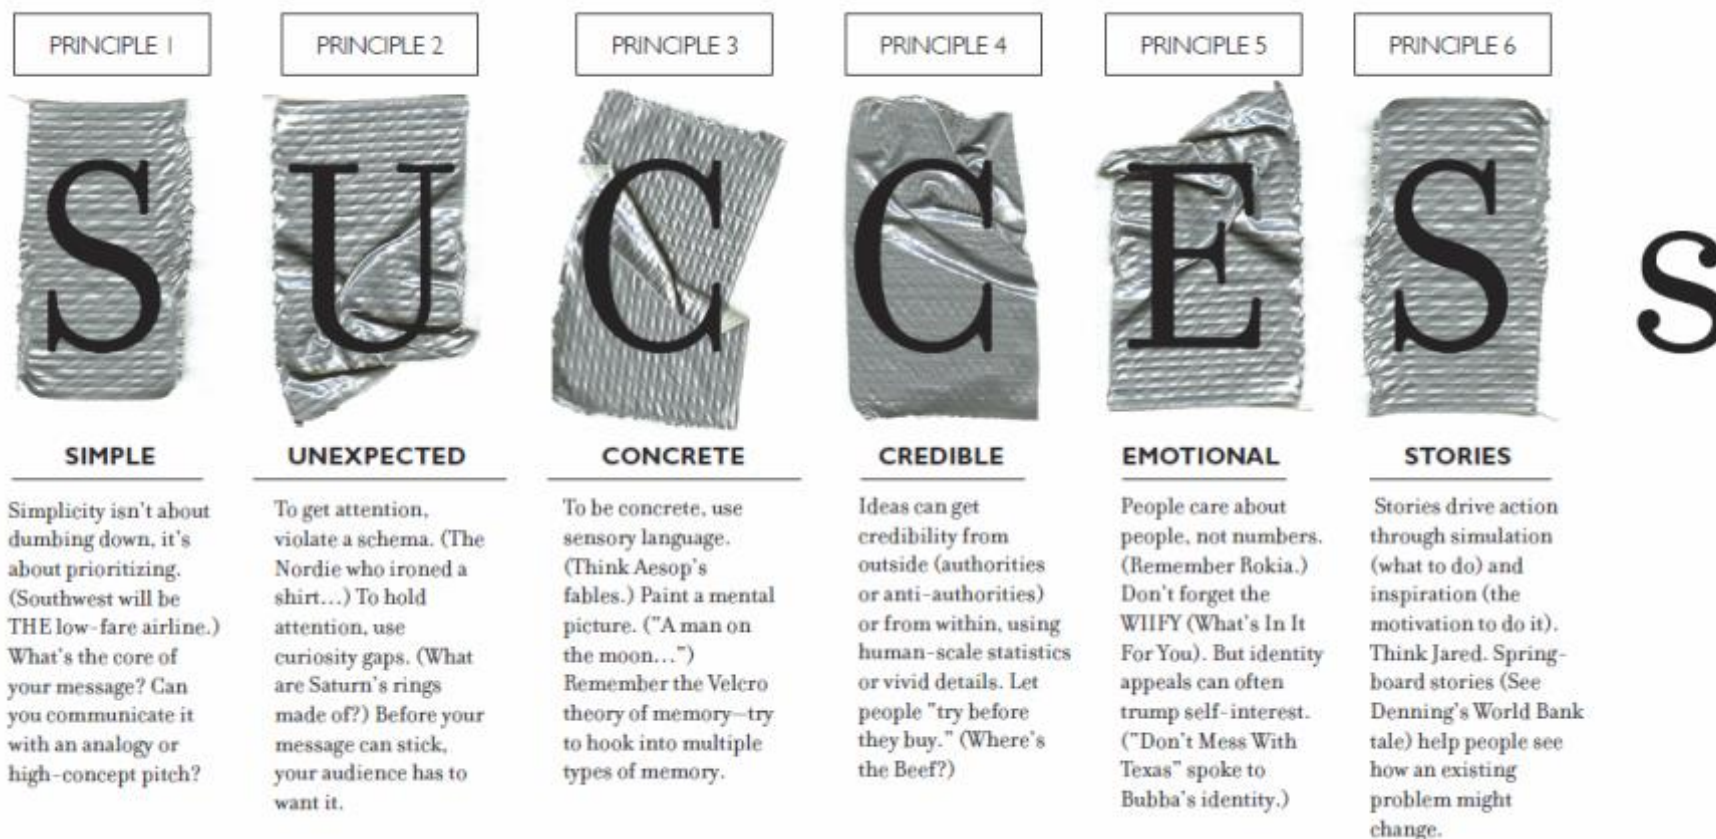 PRINCIPLE 1
PRINCIPLE 2
PRINCIPLE 3
PRINCIPLE 4
PRINCIPLE 5
PRINCIPLE 6
S
U
C
C
E
S
s
SIMPLE
Simplicity isn't about
dumbing down, it's
about prioritizing.
(Southwest will be
THE low-fare airline.)
What's the core of
your message? Can
you communicate it
with an analogy or
high-concept pitch?
UNEXPECTED
To get attention,
violate a schema. (The
Nordie who ironed a
shirt...) To hold
attention, use
curiosity gaps. (What
are Saturn's rings
made of?) Before your
message can stick,
your audience has to
want it.
CONCRETE
To be concrete, use
sensory language.
(Think Aesop's
fables.) Paint a mental
picture. ("A man on
the moon...")
Remember the Velcro
theory of memory—try
to hook into multiple
types of memory.
CREDIBLE
Ideas can get
credibility from
outside (authorities
or anti-authorities)
or from within, using
human-scale statistics
or vivid details. Let
people "try before
they buy." (Where's
the Beef?)
EMOTIONAL
People care about
people, not numbers.
(Remember Rokia.)
Don't forget the
WIIFY (What's In It
For You). But identity
appeals can often
trump self-interest.
("Don't Mess With
Texas" spoke to
Bubba's identity.)
STORIES
Stories drive action
through simulation
(what to do) and
inspiration (the
motivation to do it).
Think Jared. Spring-
board stories (See
Denning's World Bank
tale) help people see
how an existing
problem might
change.